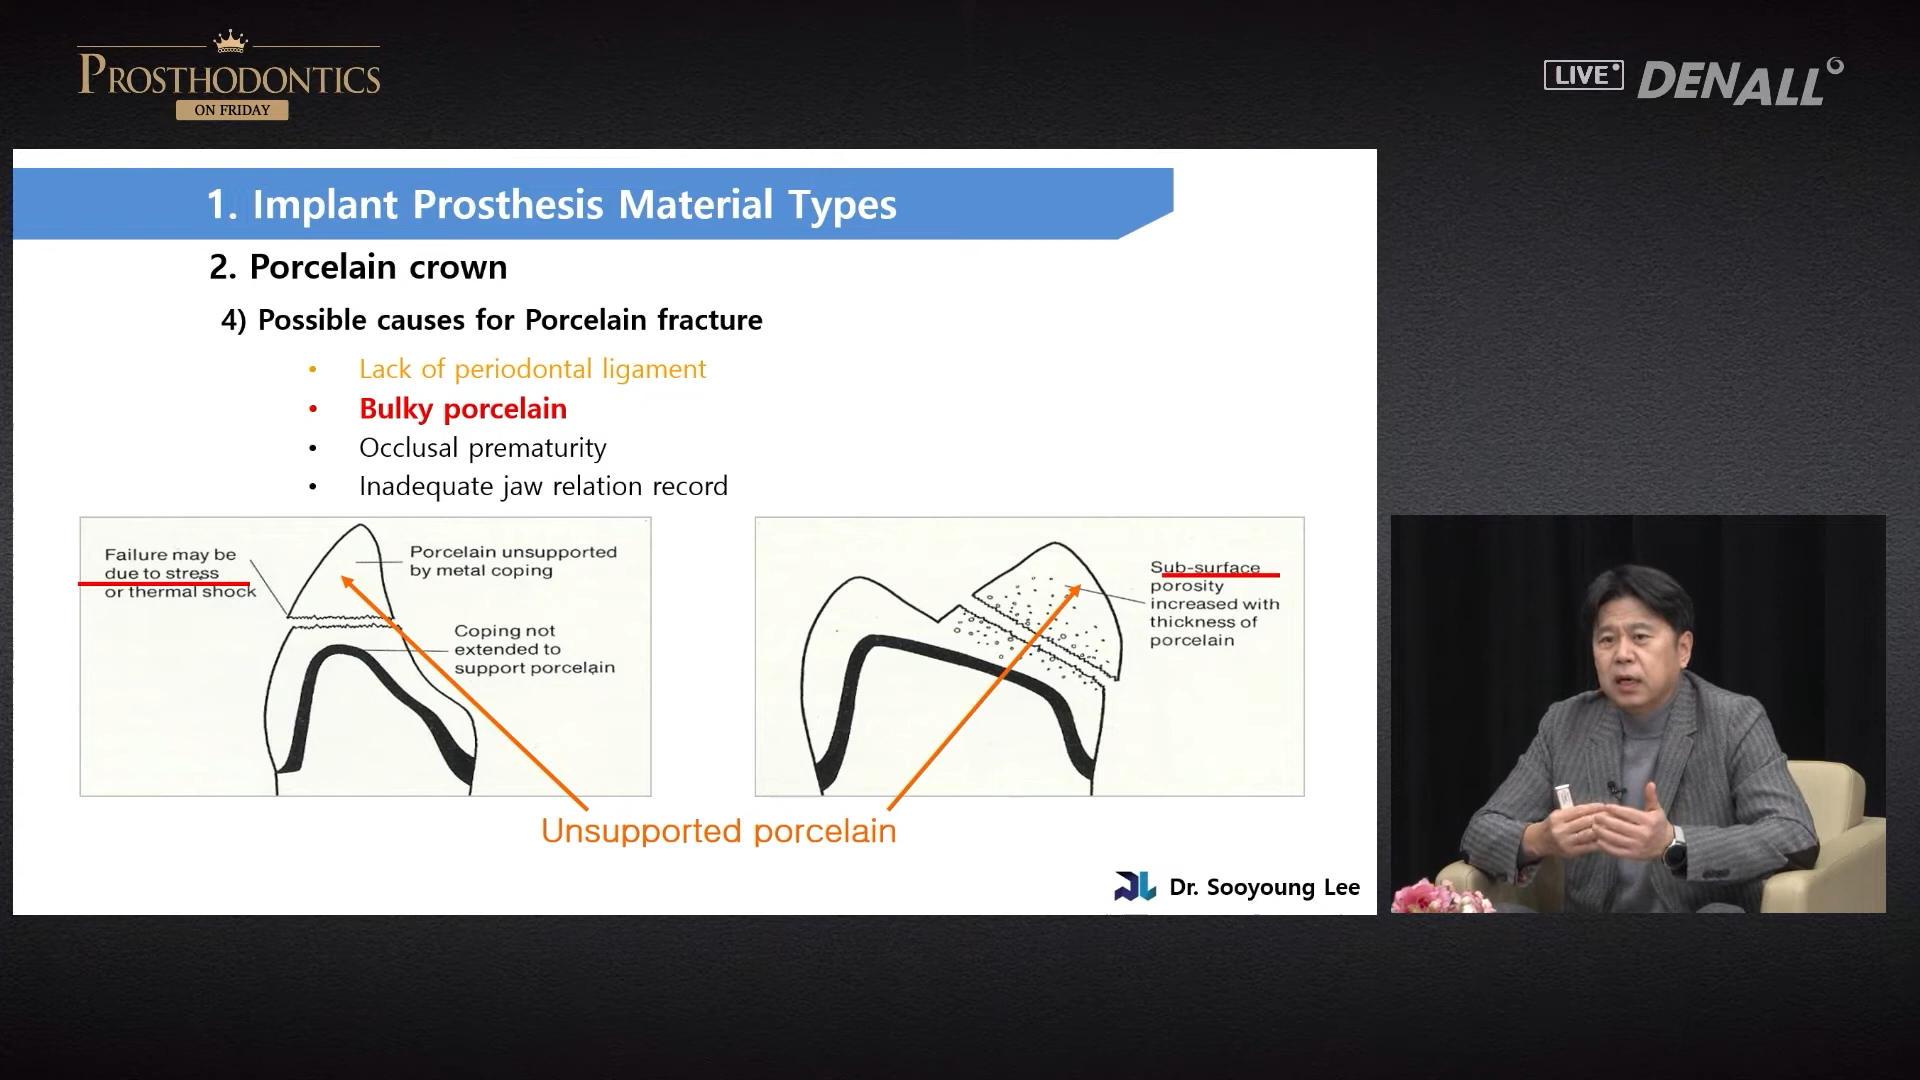 PROSTHODONTICS
ON FRIDAY
LIVE
DENALL
1. Implant Prosthesis Material Types
2. Porcelain crown
4) Possible causes for Porcelain fracture
• Lack of periodontal ligament
• Bulky porcelain
• Occlusal prematurity
• Inadequate jaw relation record
Failure may be
due to stress
or thermal shock
Porcelain unsupported
by metal coping
Coping not
extended to
support porcelain
Sub-surface
porosity
increased with
thickness of
porcelain
Unsupported porcelain
Dr. Sooyoung Lee